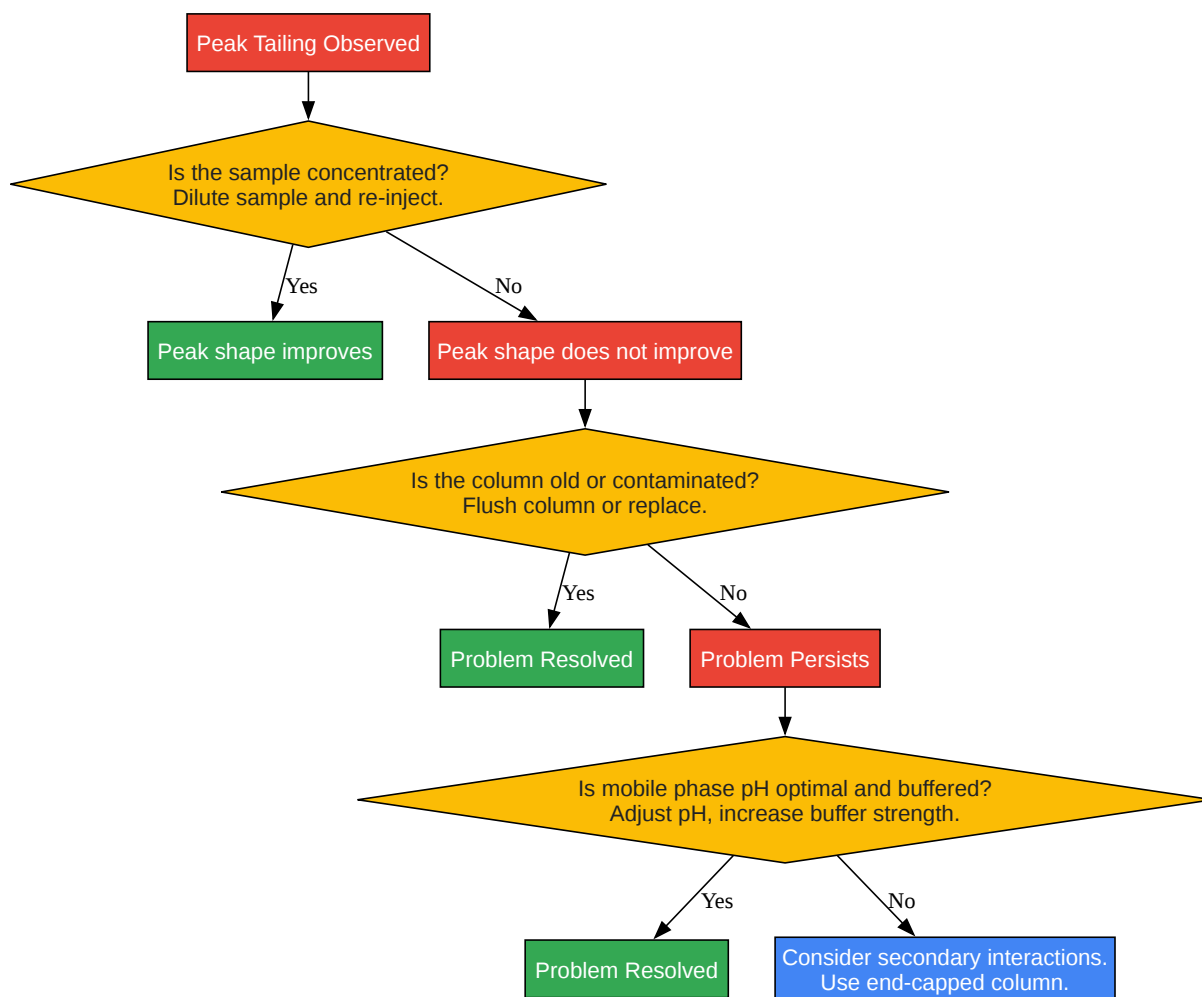 Peak Tailing Observed
Is the sample concentrated?
Dilute sample and re-inject.
Yes
No
Peak shape improves
Peak shape does not improve
Is the column old or contaminated?
Flush column or replace.
Yes
No
Problem Resolved
Problem Persists
Is mobile phase pH optimal and buffered?
Adjust pH, increase buffer strength.
Yes
No
Problem Resolved
Consider secondary interactions.
Use end-capped column.